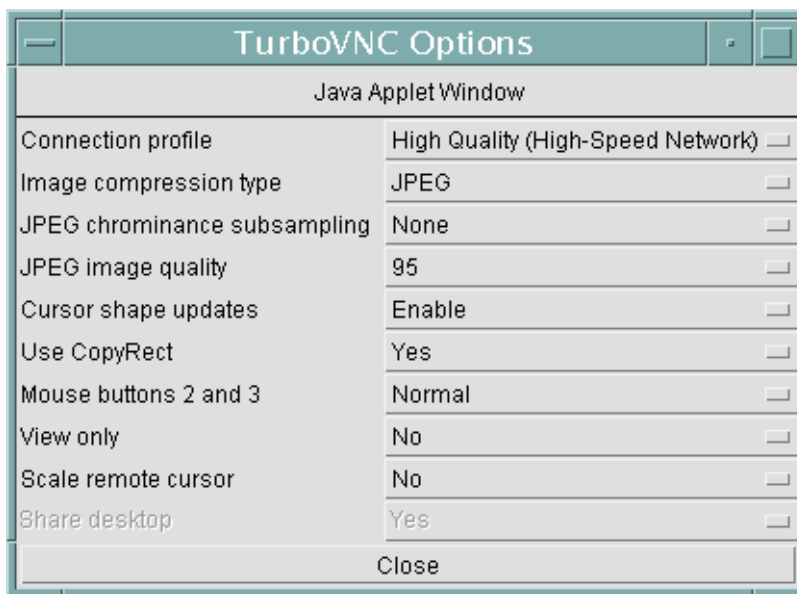 TurboVNC Options
Java Applet Window
Connection profile High Quality (High-Speed Network)
Image compression type JPEG
JPEG chrominance subsampling None
JPEG image quality 95
Cursor shape updates Enable
Use CopyRect Yes
Mouse buttons 2 and 3 Normal
View only No
Scale remote cursor No
Share desktop Yes
Close